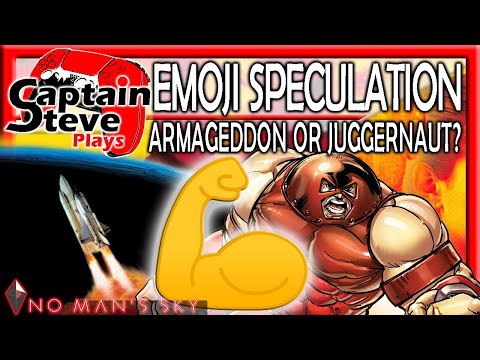 Captain
Steve
Plays
EMOJI SPECULATION
ARMAGEDDON OR JUGGERNAUT?
NO MAN'S SKY